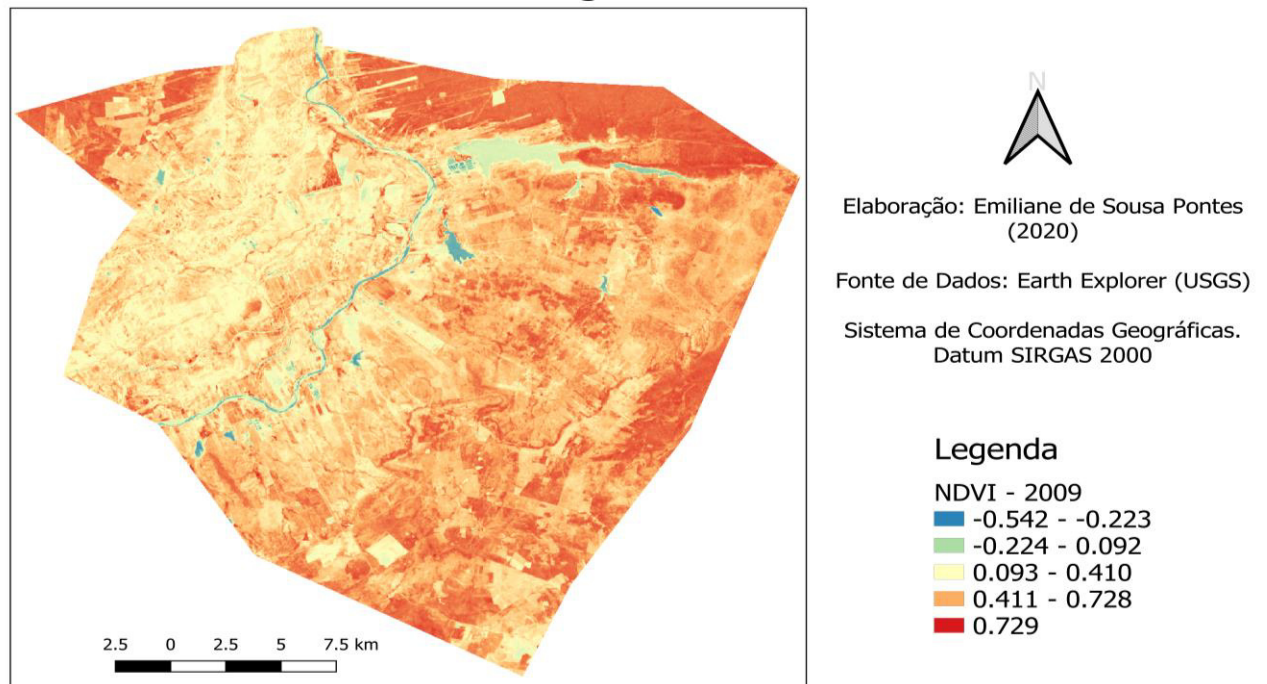 N
Elaboração: Emiliane de Sousa Pontes
(2020)
Fonte de Dados: Earth Explorer (USGS)
Sistema de Coordenadas Geográficas.
Datum SIRGAS 2000
Legenda
NDVI - 2009
-0.542 - -0.223
-0.224 - 0.092
0.093 - 0.410
0.411 - 0.728
0.729
2.5 0 2.5 5 7.5 km